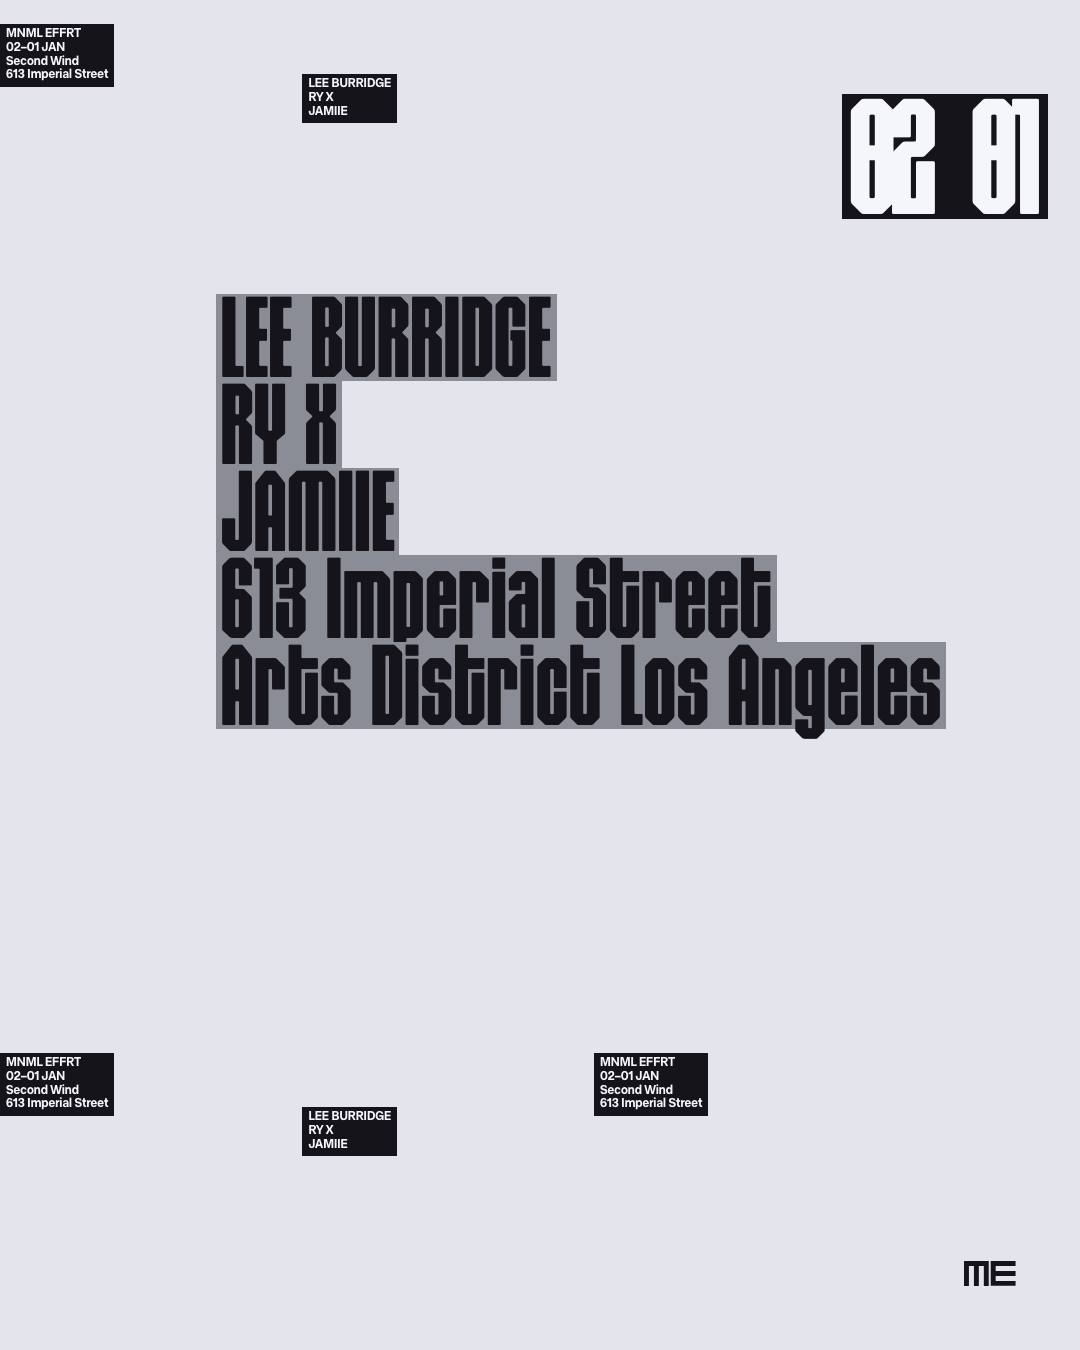 MNML EFFRT
02–01 JAN
Second Wind
613 Imperial Street
LEE BURRIDGE
RY X
JAMIIE
02 01
LEE BURRIDGE
RY X
JAMIIE
613 Imperial Street
Arts District Los Angeles
MNML EFFRT
02–01 JAN
Second Wind
613 Imperial Street
MNML EFFRT
02–01 JAN
Second Wind
613 Imperial Street
LEE BURRIDGE
RY X
JAMIIE
ME